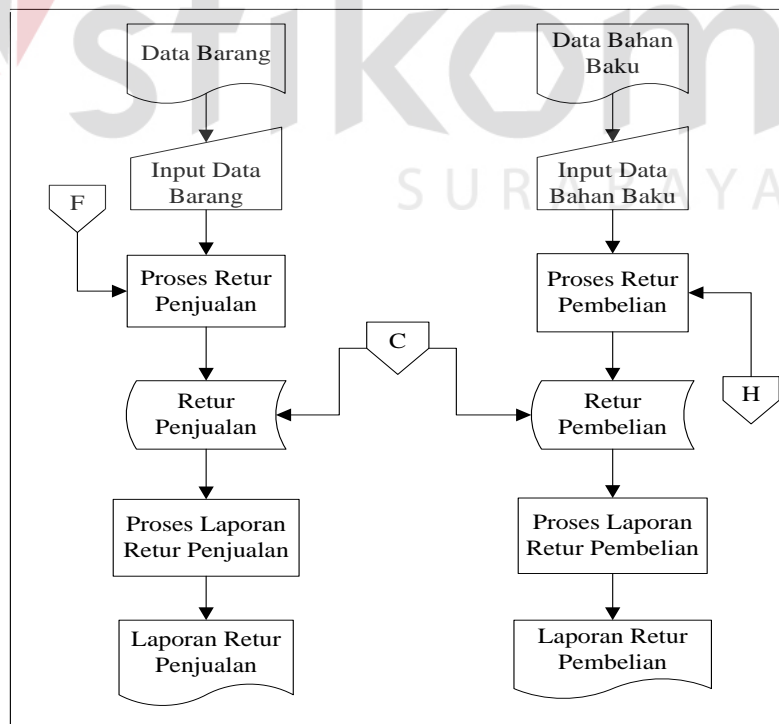 stikom
SURABAYA
Data Barang
Input Data
Barang
F
Proses Retur
Penjualan
Retur
Penjualan
Proses Laporan
Retur Penjualan
Laporan Retur
Penjualan
C
Data Bahan
Baku
Input Data
Bahan Baku
Proses Retur
Pembelian
H
Retur
Pembelian
Proses Laporan
Retur Pembelian
Laporan Retur
Pembelian